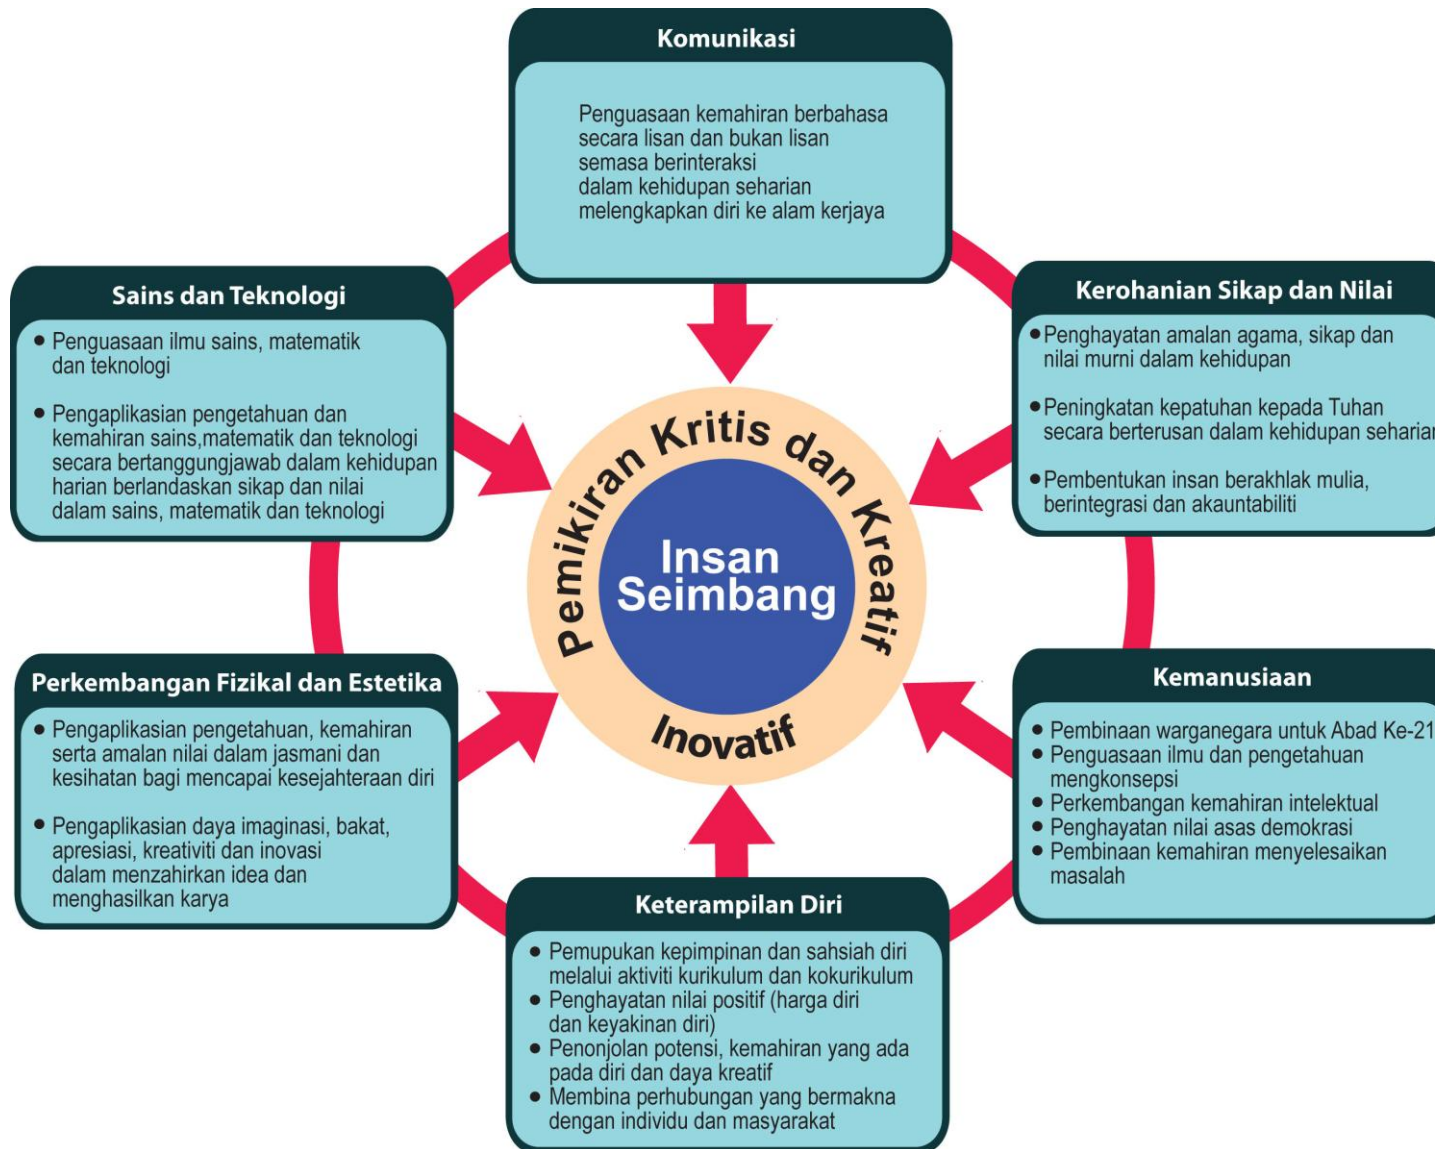 Komunikasi
Penguasaan kemahiran berbahasa
secara lisan dan bukan lisan
semasa berinteraksi
dalam kehidupan seharian
melengkapkan diri ke alam kerjaya
Sains dan Teknologi
• Penguasaan ilmu sains, matematik
dan teknologi
• Pengaplikasian pengetahuan dan
kemahiran sains,matematik dan teknologi
secara bertanggungjawab dalam kehidupan
harian berlandaskan sikap dan nilai
dalam sains, matematik dan teknologi
Kerohanian Sikap dan Nilai
• Penghayatan amalan agama, sikap dan
nilai murni dalam kehidupan
• Peningkatan kepatuhan kepada Tuhan
secara berterusan dalam kehidupan seharian
• Pembentukan insan berakhlak mulia,
berintegrasi dan akauntabiliti
Pemikiran Kritis dan Kreatif
Insan
Seimbang
Inovatif
Perkembangan Fizikal dan Estetika
• Pengaplikasian pengetahuan, kemahiran
serta amalan nilai dalam jasmani dan
kesihatan bagi mencapai kesejahteraan diri
• Pengaplikasian daya imaginasi, bakat,
apresiasi, kreativiti dan inovasi
dalam menzahirkan idea dan
menghasilkan karya
Kemanusiaan
• Pembinaan warganegara untuk Abad Ke-21
• Penguasaan ilmu dan pengetahuan
mengkonsepsi
• Perkembangan kemahiran intelektual
• Penghayatan nilai asas demokrasi
• Pembinaan kemahiran menyelesaikan
masalah
Keterampilan Diri
• Pemupukan kepimpinan dan sahsiah diri
melalui aktiviti kurikulum dan kokurikulum
• Penghayatan nilai positif (harga diri
dan keyakinan diri)
• Penonjolan potensi, kemahiran yang ada
pada diri dan daya kreatif
• Membina perhubungan yang bermakna
dengan individu dan masyarakat